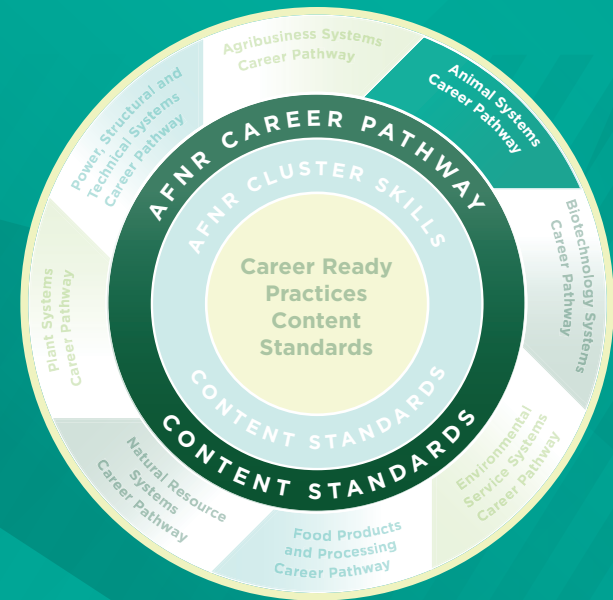 Agribusiness Systems
Career Pathway
Animal Systems
Career Pathway
Biotechnology Systems
Career Pathway
Environmental
Service Systems
Career Pathway
Food Products
and Processing
Career Pathway
Natural Resource
Systems
Career Pathway
Plant Systems
Career Pathway
Power, Structural and
Technical Systems
Career Pathway
AFNR CAREER PATHWAY
CONTENT STANDARDS
AFNR CLUSTER SKILLS
CONTENT STANDARDS
Career Ready
Practices
Content
Standards